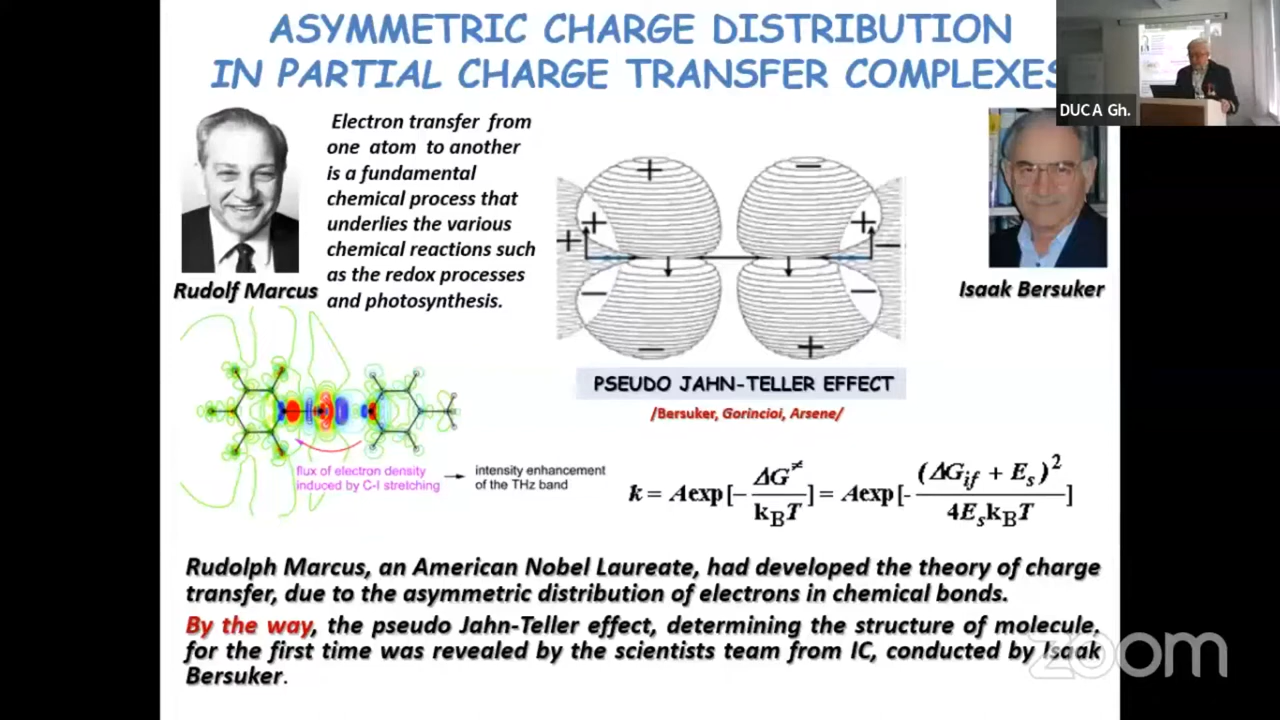 ASYMMETRIC CHARGE DISTRIBUTION
IN PARTIAL CHARGE TRANSFER COMPLEXES
DUCA Gh.
Electron transfer from
one atom to another
is a fundamental
chemical process that
underlies the various
chemical reactions such
as the redox processes
and photosynthesis.
Rudolf Marcus
Isaak Bersuker
+ −
+ + + −
− −
− +
PSEUDO JAHN-TELLER EFFECT
/Bersuker, Gorincioi, Arsene/
flux of electron density
induced by C-I stretching
intensity enhancement
of the THz band
k = Aexp[-ΔG≠/k_BT] = Aexp[-(ΔG_if + E_s)²/4E_sk_BT]
Rudolph Marcus, an American Nobel Laureate, had developed the theory of charge
transfer, due to the asymmetric distribution of electrons in chemical bonds.
By the way, the pseudo Jahn-Teller effect, determining the structure of molecule,
for the first time was revealed by the scientists team from IC, conducted by Isaak
Bersuker.
zoom